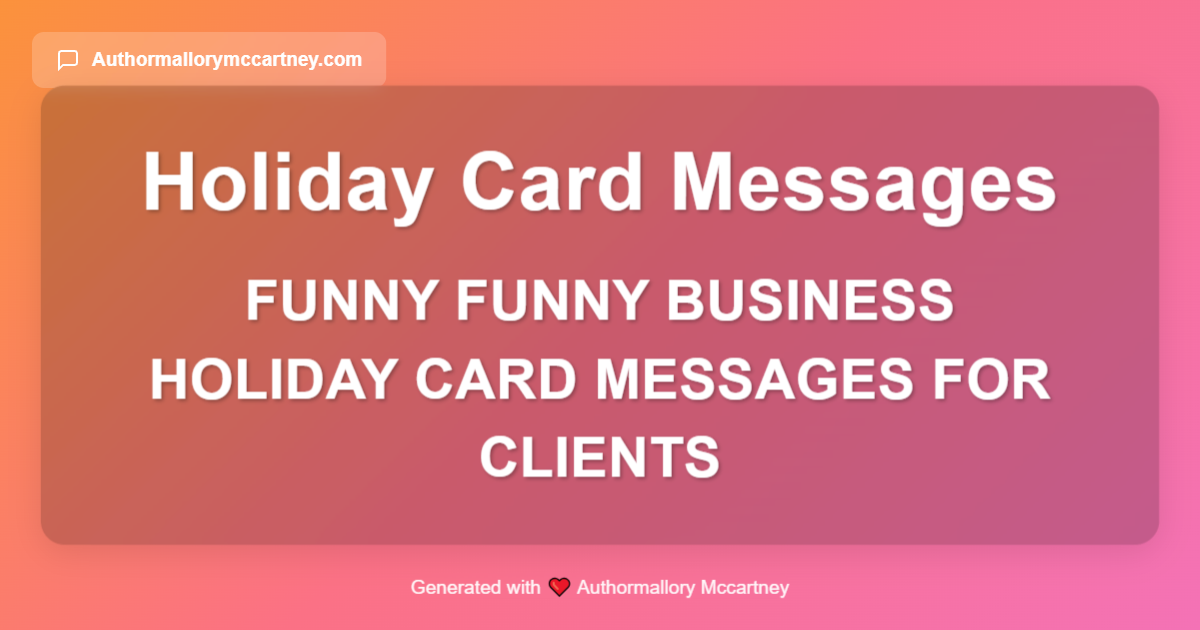 Authormallorymccartney.com
Holiday Card Messages
FUNNY FUNNY BUSINESS
HOLIDAY CARD MESSAGES FOR
CLIENTS
Generated with ❤️ Authormallory Mccartney